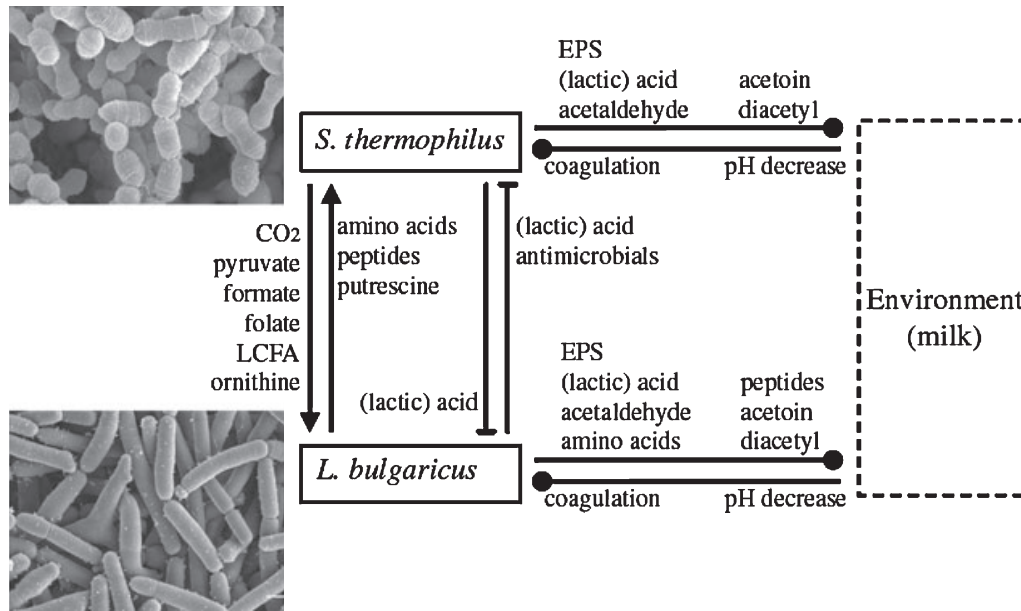 EPS
(lactic) acid acetoin
acetaldehyde diacetyl
S. thermophilus
coagulation pH decrease
CO2
pyruvate
formate
folate
LCFA
ornithine
amino acids
peptides
putrescine
(lactic) acid
antimicrobials
(lactic) acid
Environment
(milk)
EPS
(lactic) acid peptides
acetaldehyde acetoin
amino acids diacetyl
L. bulgaricus
coagulation pH decrease